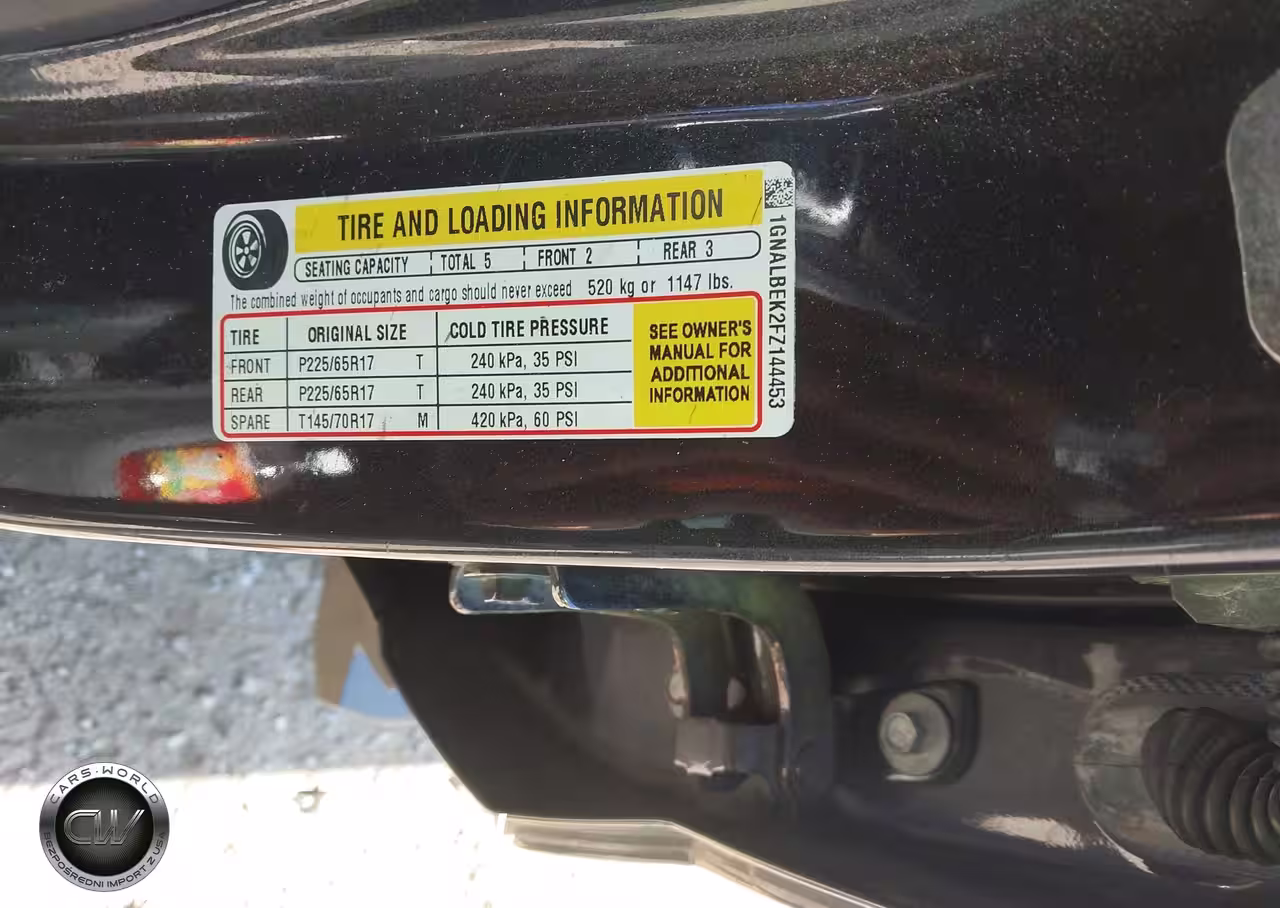 TIRE AND LOADING INFORMATION
SEATING CAPACITY TOTAL 5 FRONT 2 REAR 3
The combined weight of occupants and cargo should never exceed 520 kg or 1147 lbs.
TIRE ORIGINAL SIZE COLD TIRE PRESSURE
FRONT P225/65R17 T 240 kPa, 35 PSI
REAR P225/65R17 T 240 kPa, 35 PSI
SPARE T145/70R17 M 420 kPa, 60 PSI
SEE OWNER'S
MANUAL FOR
ADDITIONAL
INFORMATION
1GNALBEK2FZ144453
CARS·WORLD
CW
BEZPOŚREDNI IMPORT Z USA